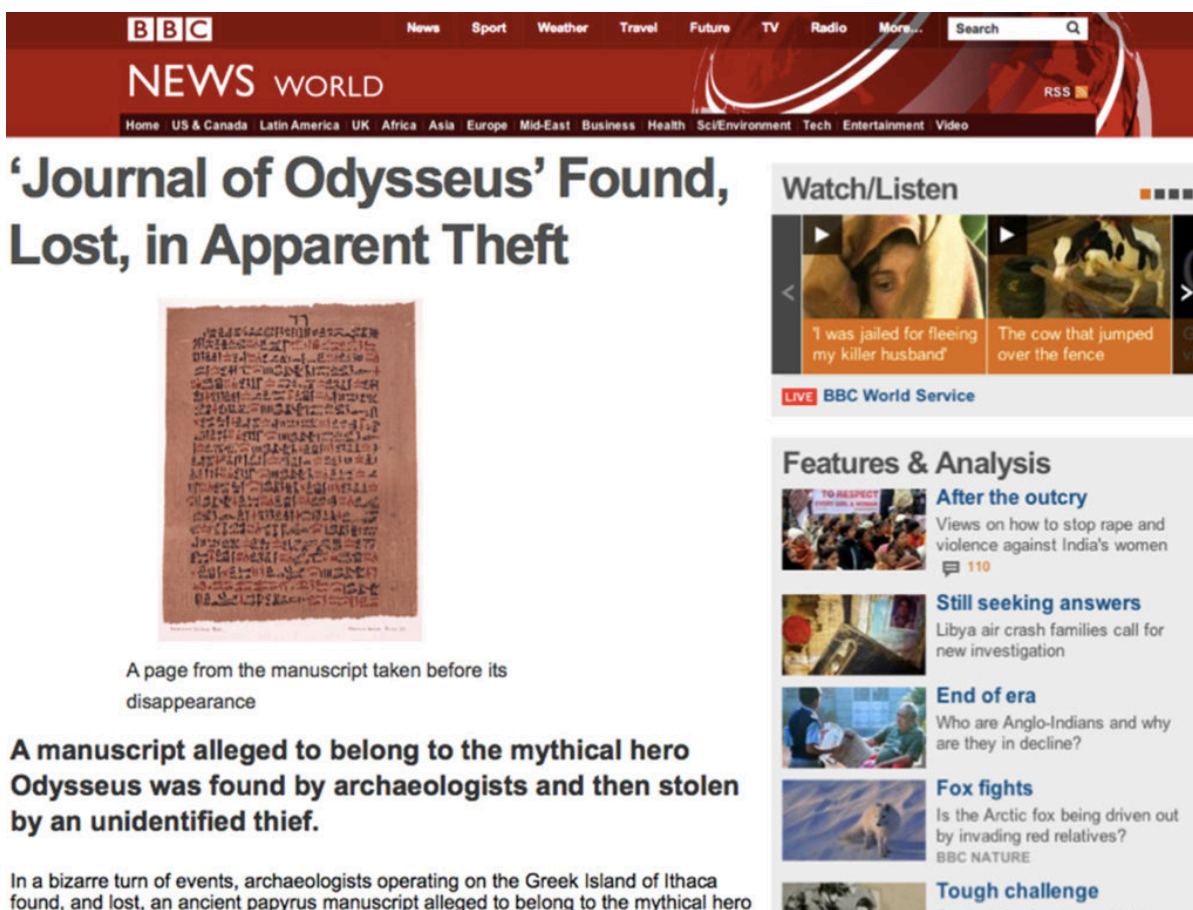 BBC
News Sport Weather Travel Future TV Radio More... Search
NEWS WORLD
RSS
Home US & Canada Latin America UK Africa Asia Europe Mid-East Business Health Sci/Environment Tech Entertainment Video
‘Journal of Odysseus’ Found,
Lost, in Apparent Theft
A page from the manuscript taken before its
disappearance
A manuscript alleged to belong to the mythical hero
Odysseus was found by archaeologists and then stolen
by an unidentified thief.
In a bizarre turn of events, archaeologists operating on the Greek Island of Ithaca
found, and lost, an ancient papyrus manuscript alleged to belong to the mythical hero
Watch/Listen
'I was jailed for fleeing
my killer husband'
The cow that jumped
over the fence
LIVE BBC World Service
Features & Analysis
TO RESPECT
After the outcry
Views on how to stop rape and
violence against India's women
110
Still seeking answers
Libya air crash families call for
new investigation
End of era
Who are Anglo-Indians and why
are they in decline?
Fox fights
Is the Arctic fox being driven out
by invading red relatives?
BBC NATURE
Tough challenge